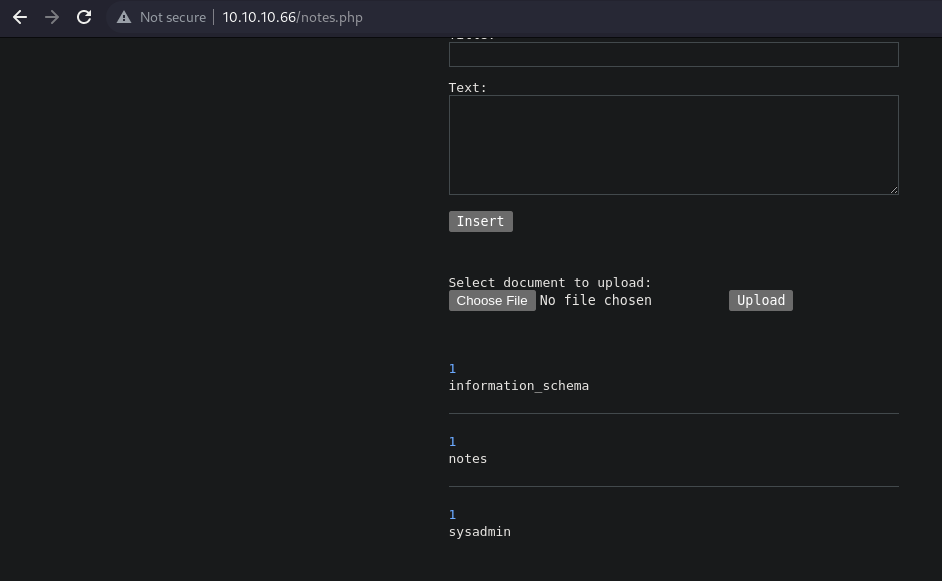 Not secure | 10.10.10.66/notes.php
Text:
Insert
Select document to upload:
Choose File No file chosen Upload
1
information_schema
1
notes
1
sysadmin